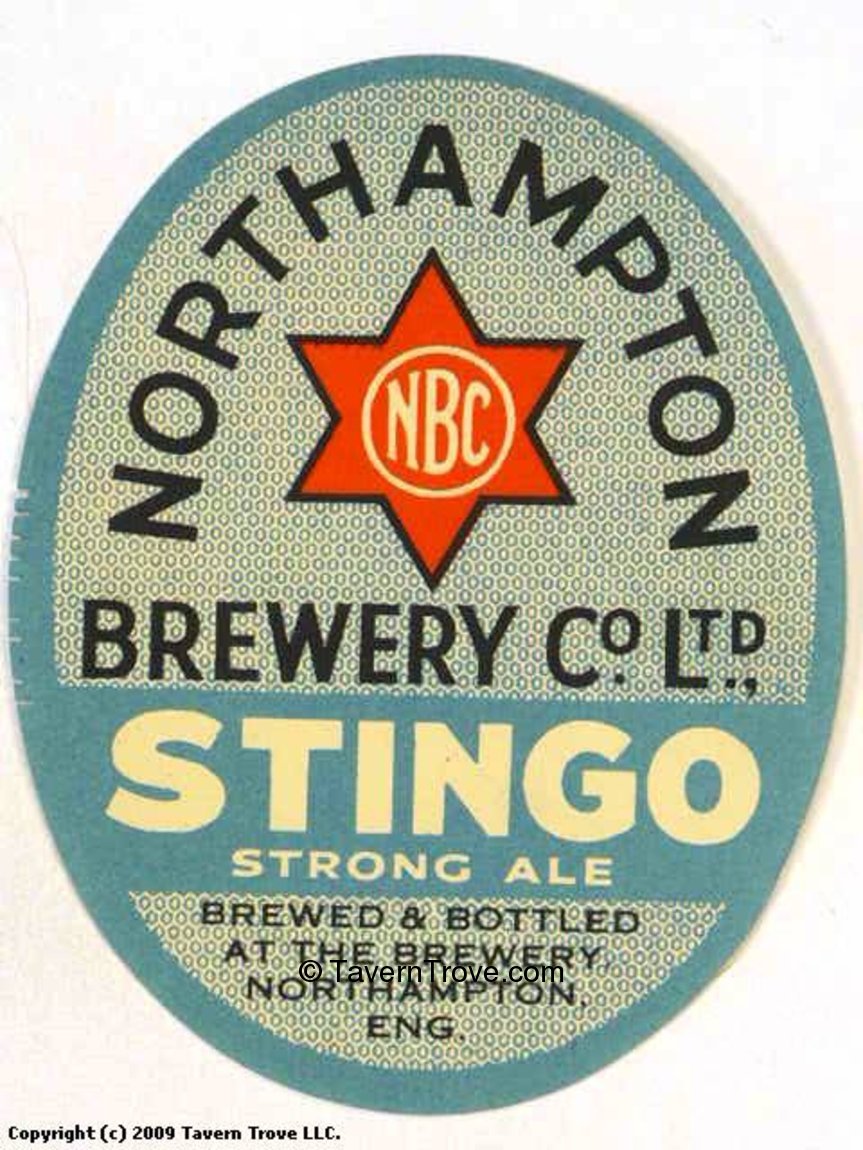 NORTHAMPTON
NBC
BREWERY CO. LTD.,
STINGO
STRONG ALE
BREWED & BOTTLED
AT THE BREWERY,
©TavernTrove.com
NORTHAMPTON,
ENG.
Copyright (c) 2009 Tavern Trove LLC.